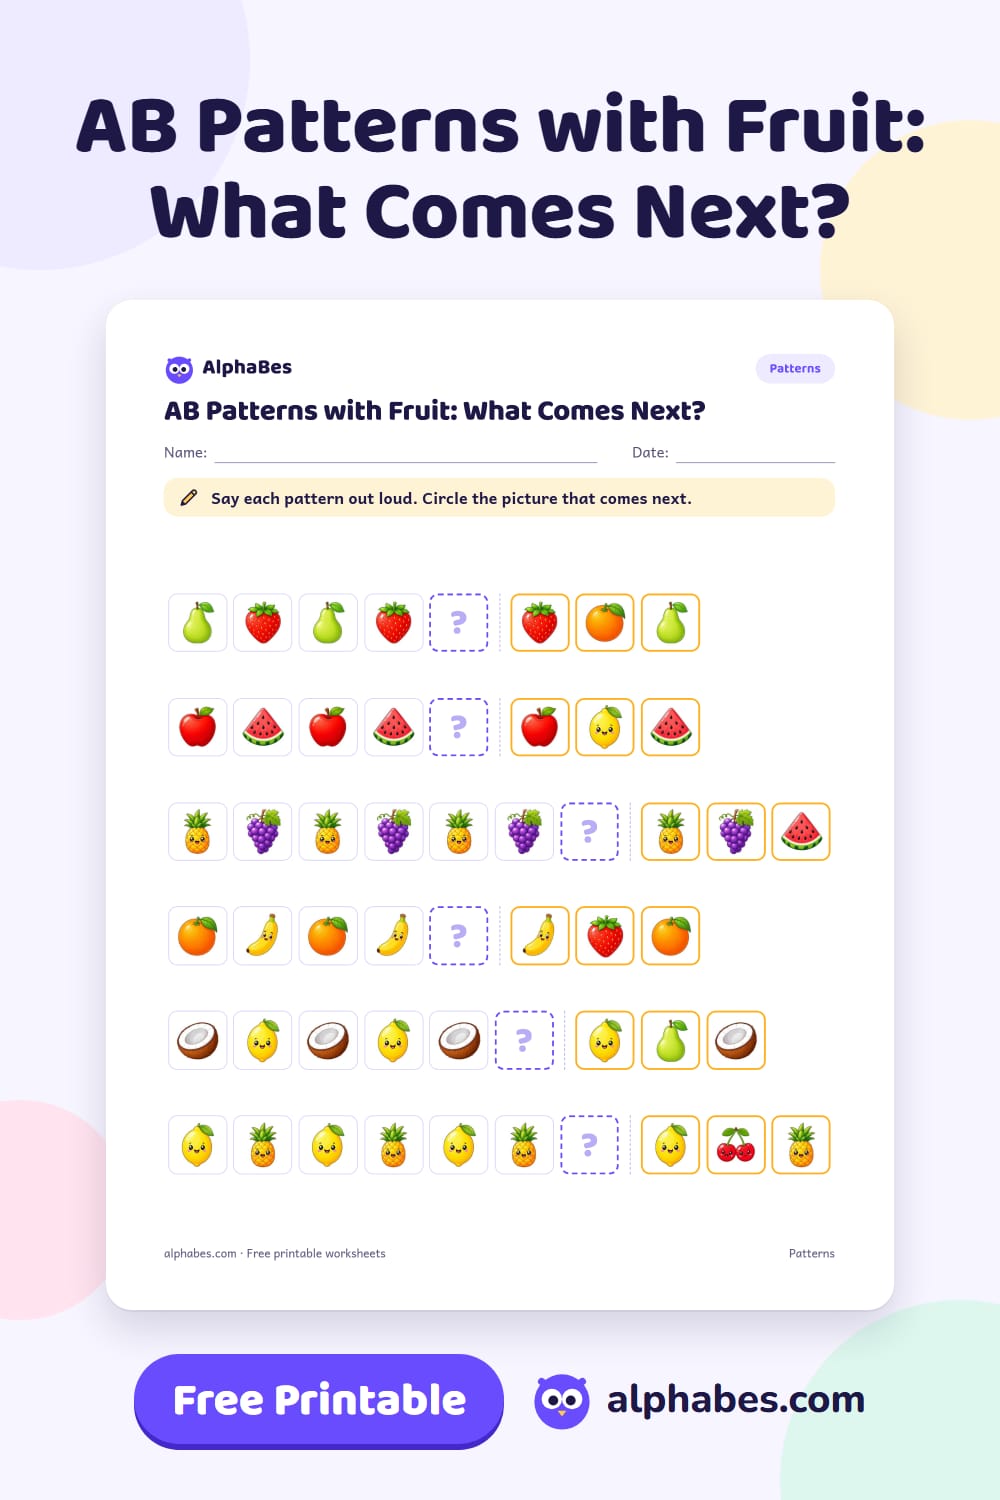 AB Patterns with Fruit:
What Comes Next?
AlphaBes
Patterns
AB Patterns with Fruit: What Comes Next?
Name:
Date:
Say each pattern out loud. Circle the picture that comes next.
?
?
?
?
?
?
alphabes.com · Free printable worksheets
Patterns
Free Printable
alphabes.com